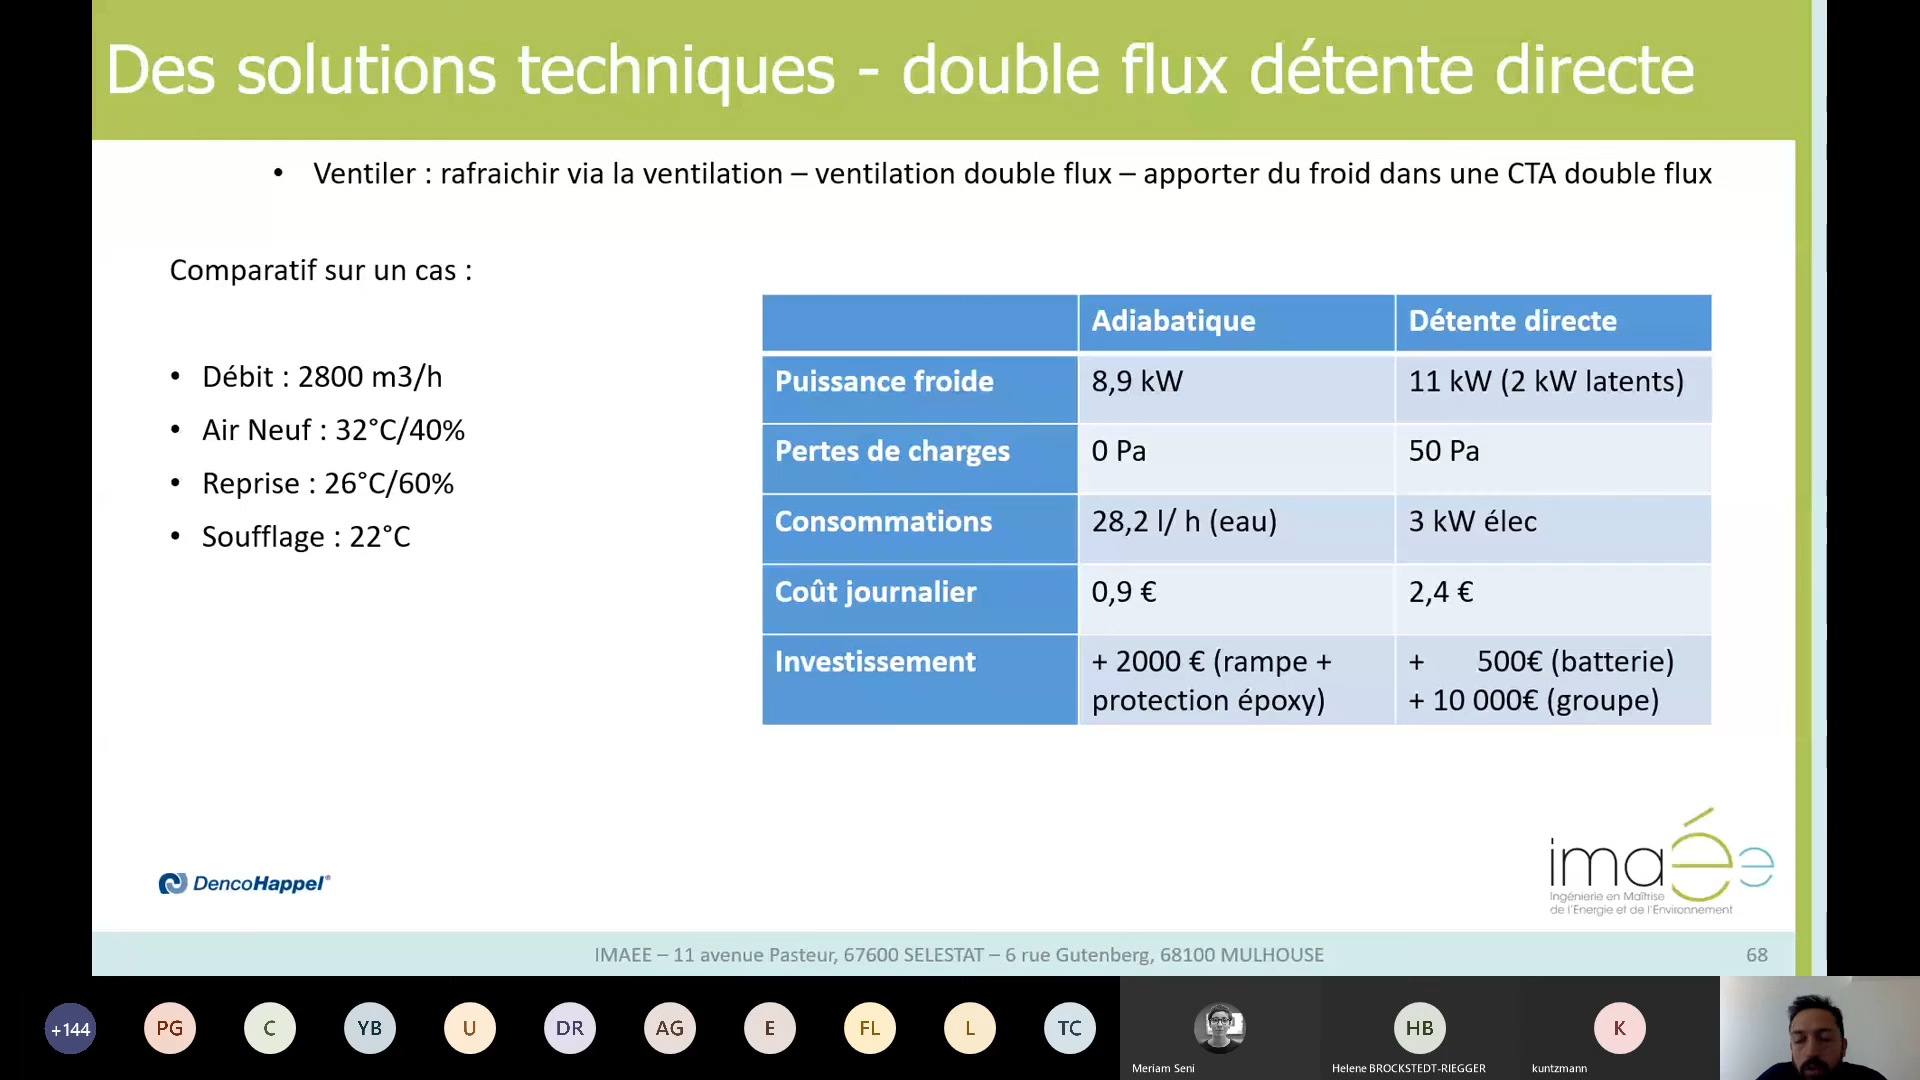 Des solutions techniques - double flux détente directe
• Ventiler : rafraichir via la ventilation – ventilation double flux – apporter du froid dans une CTA double flux
Comparatif sur un cas :
• Débit : 2800 m3/h
• Air Neuf : 32°C/40%
• Reprise : 26°C/60%
• Soufflage : 22°C
Adiabatique Détente directe
Puissance froide 8,9 kW 11 kW (2 kW latents)
Pertes de charges 0 Pa 50 Pa
Consommations 28,2 l/ h (eau) 3 kW élec
Coût journalier 0,9 € 2,4 €
Investissement + 2000 € (rampe + + 500€ (batterie)
protection époxy) + 10 000€ (groupe)
DencoHappel®
imaée
Ingénierie en Maîtrise
de l'Energie et de l'Environnement
IMAEE – 11 avenue Pasteur, 67600 SELESTAT – 6 rue Gutenberg, 68100 MULHOUSE 68
+144 PG C YB U DR AG E FL L TC HB K
Meriam Seni Helene BROCKSTEDT-RIEGGER kuntzmann